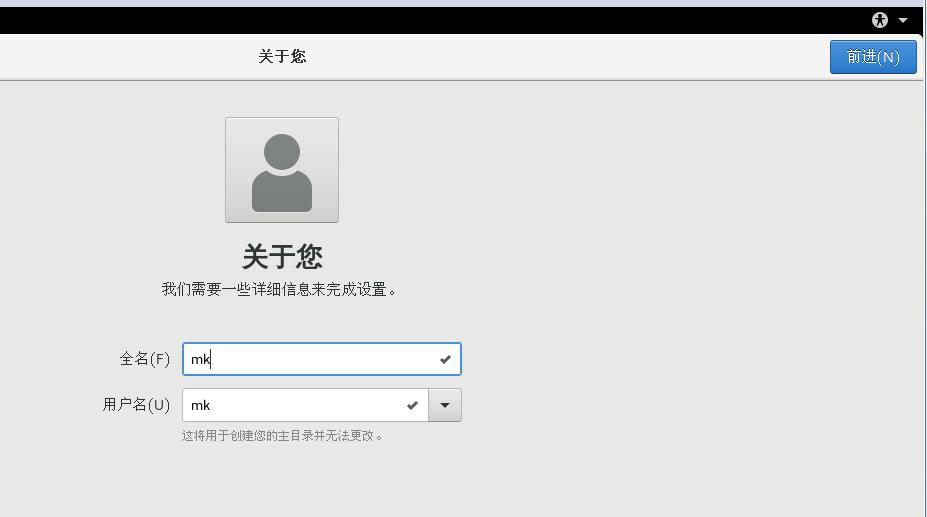 关于您 前进(N)
关于您
我们需要一些详细信息来完成设置。
全名(F) mk
用户名(U) mk
这将用于创建您的主目录并无法更改。